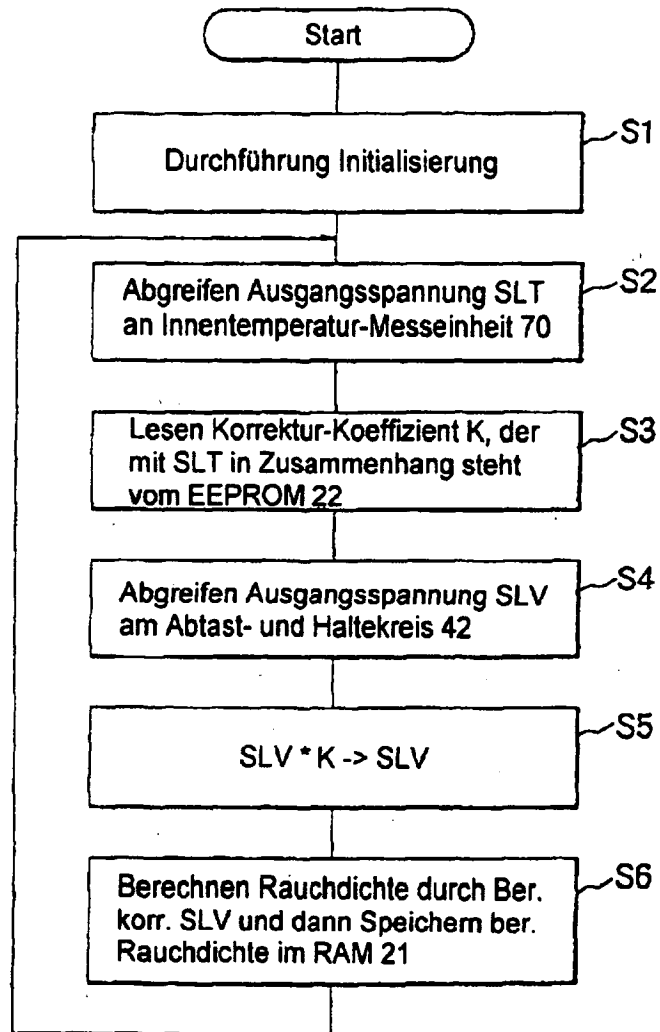 Start
S1
Durchführung Initialisierung
S2
Abgreifen Ausgangsspannung SLT
an Innentemperatur-Messeinheit 70
S3
Lesen Korrektur-Koeffizient K, der
mit SLT in Zusammenhang steht
vom EEPROM 22
S4
Abgreifen Ausgangsspannung SLV
am Abtast- und Haltekreis 42
S5
SLV * K -> SLV
S6
Berechnen Rauchdichte durch Ber.
korr. SLV und dann Speichern ber.
Rauchdichte im RAM 21